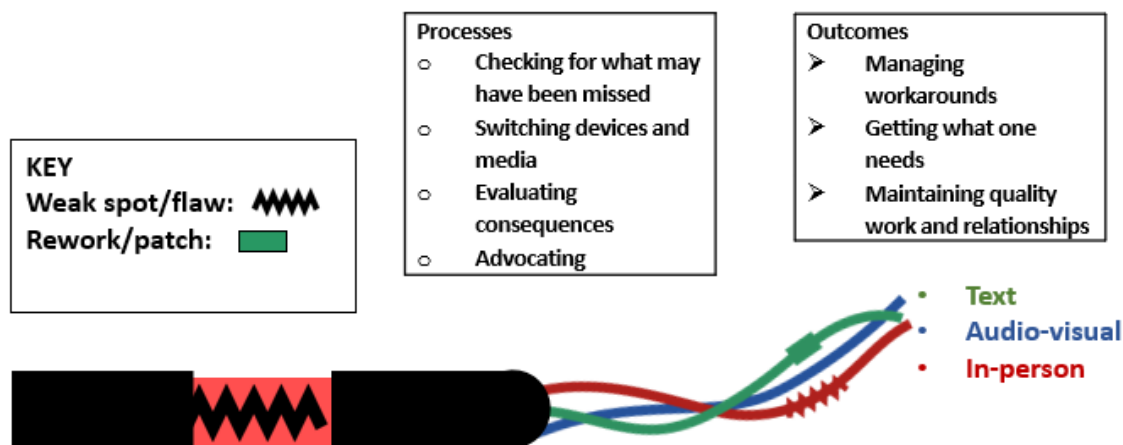 Processes
o Checking for what may
have been missed
o Switching devices and
media
o Evaluating
consequences
o Advocating
Outcomes
➢ Managing
workarounds
➢ Getting what one
needs
➢ Maintaining quality
work and relationships
KEY
Weak spot/flaw:
Rework/patch:
• Text
• Audio-visual
• In-person